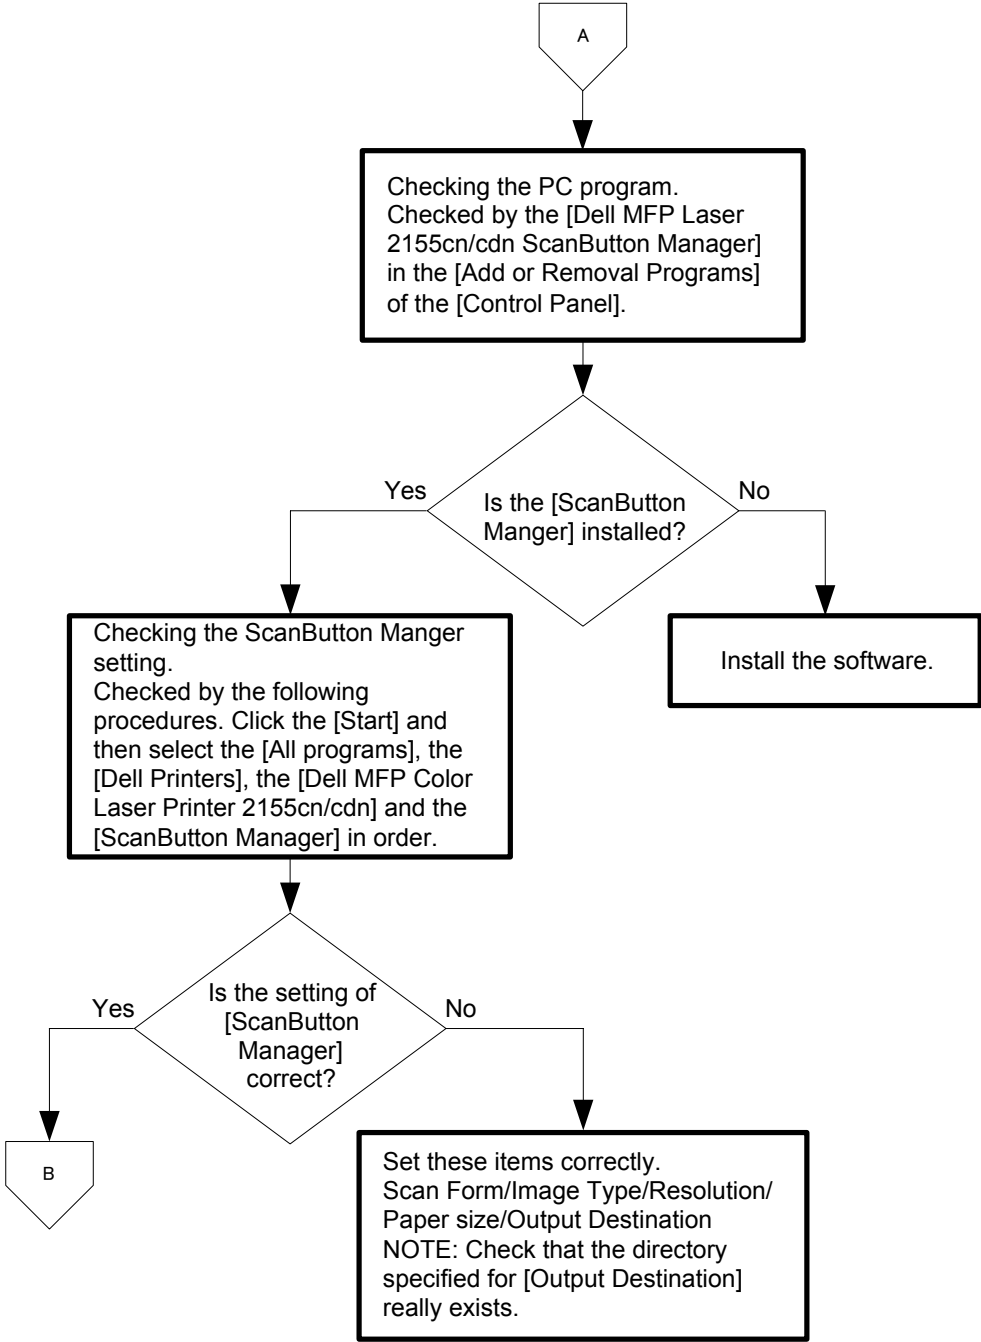 A
Checking the PC program.
Checked by the [Dell MFP Laser
2155cn/cdn ScanButton Manager]
in the [Add or Removal Programs]
of the [Control Panel].
Yes
Is the [ScanButton
Manger] installed?
No
Checking the ScanButton Manger
setting.
Checked by the following
procedures. Click the [Start] and
then select the [All programs], the
[Dell Printers], the [Dell MFP Color
Laser Printer 2155cn/cdn] and the
[ScanButton Manager] in order.
Install the software.
Yes
Is the setting of
[ScanButton
Manager]
correct?
No
B
Set these items correctly.
Scan Form/Image Type/Resolution/
Paper size/Output Destination
NOTE: Check that the directory
specified for [Output Destination]
really exists.